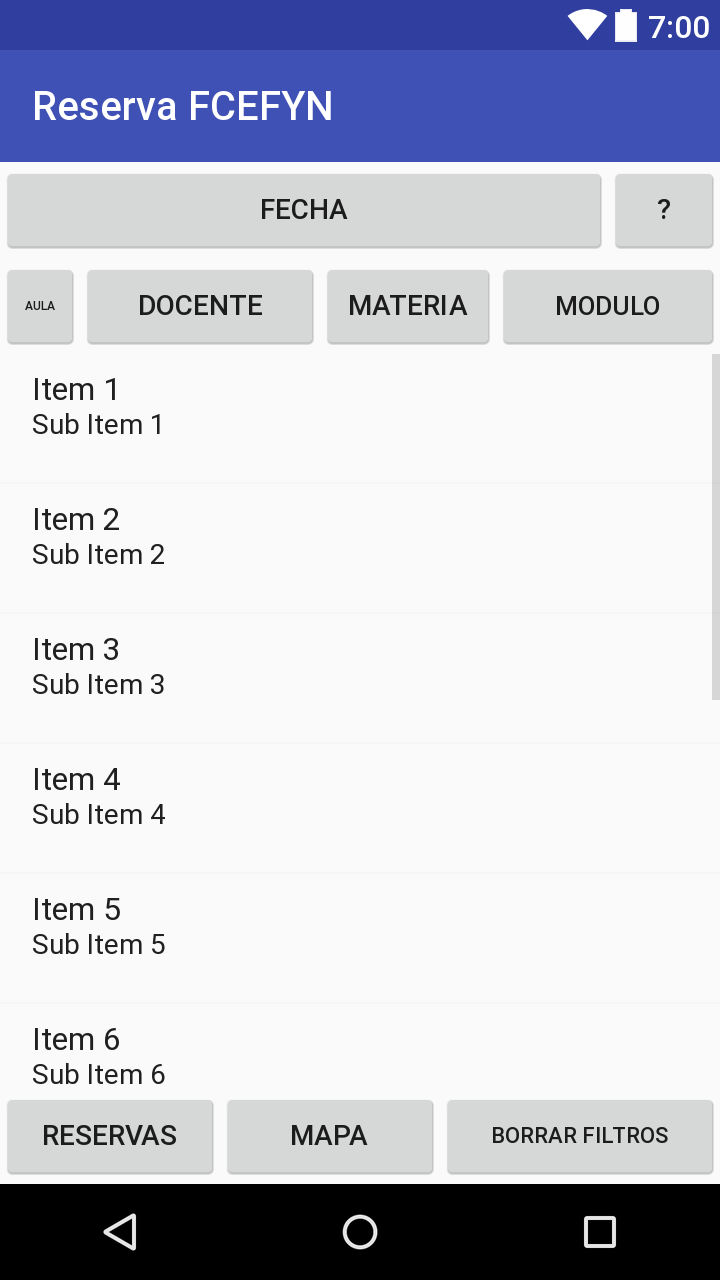 7:00
Reserva FCEFYN
FECHA ?
AULA DOCENTE MATERIA MODULO
Item 1
Sub Item 1
Item 2
Sub Item 2
Item 3
Sub Item 3
Item 4
Sub Item 4
Item 5
Sub Item 5
Item 6
Sub Item 6
RESERVAS MAPA BORRAR FILTROS